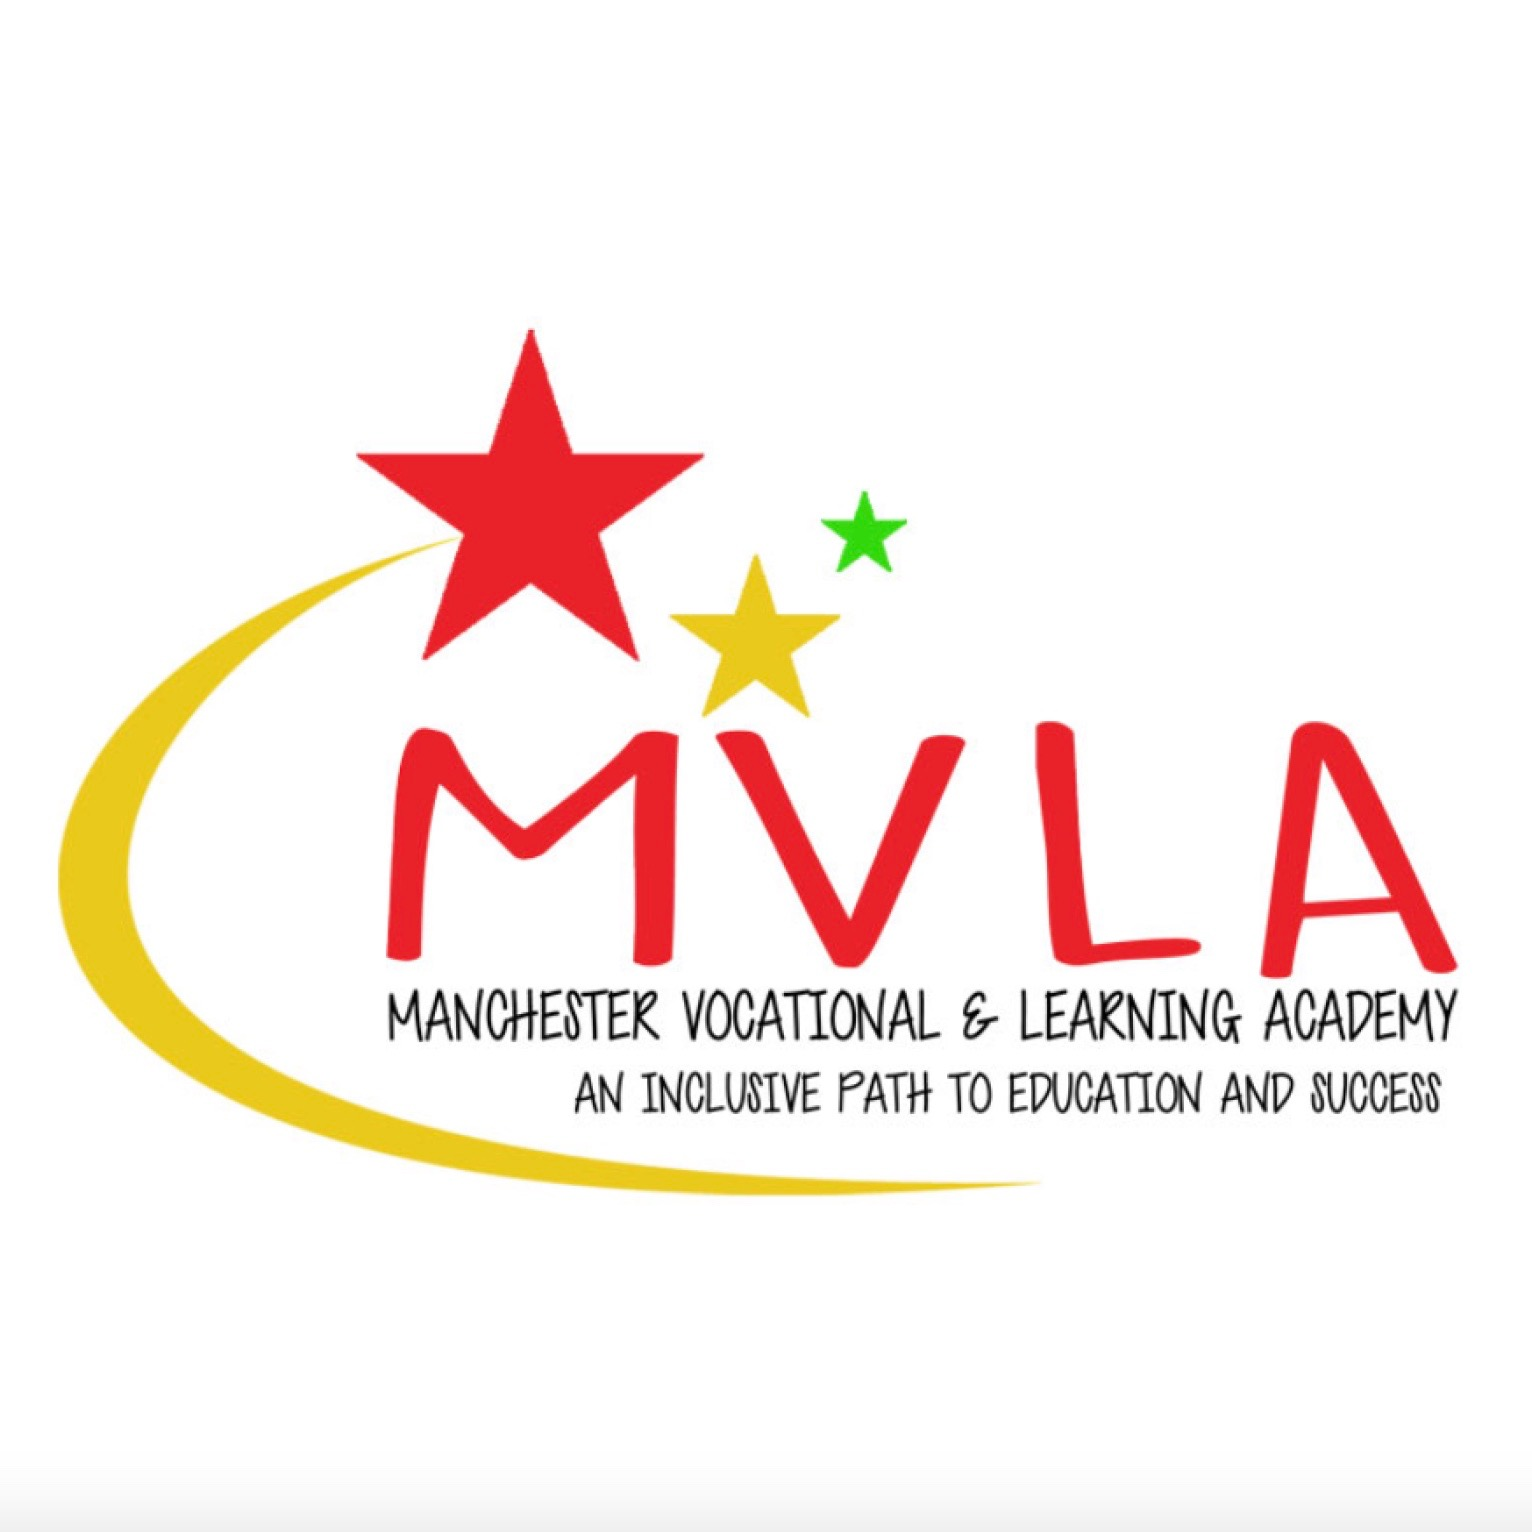 MVLA
MANCHESTER VOCATIONAL & LEARNING ACADEMY
AN INCLUSIVE PATH TO EDUCATION AND SUCCESS